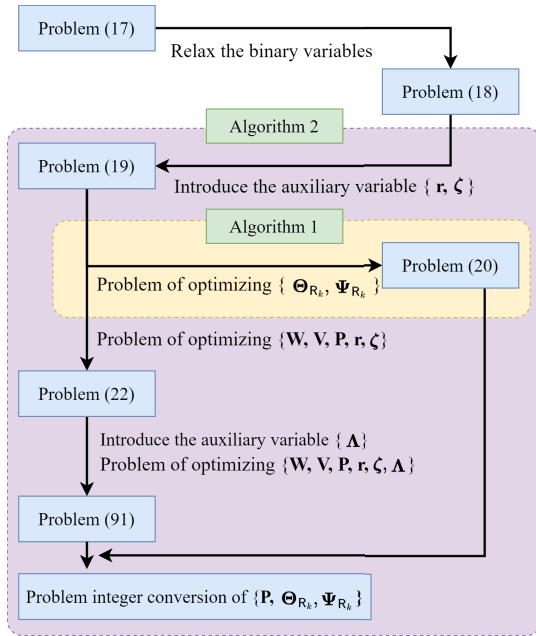 Problem (17)
Relax the binary variables
Problem (18)
Algorithm 2
Problem (19)
Introduce the auxiliary variable { r, ζ }
Algorithm 1
Problem (20)
Problem of optimizing { Θ_{R_k}, Ψ_{R_k} }
Problem of optimizing {W, V, P, r, ζ}
Problem (22)
Introduce the auxiliary variable { Λ}
Problem of optimizing {W, V, P, r, ζ, Λ }
Problem (91)
Problem integer conversion of {P, Θ_{R_k}, Ψ_{R_k} }